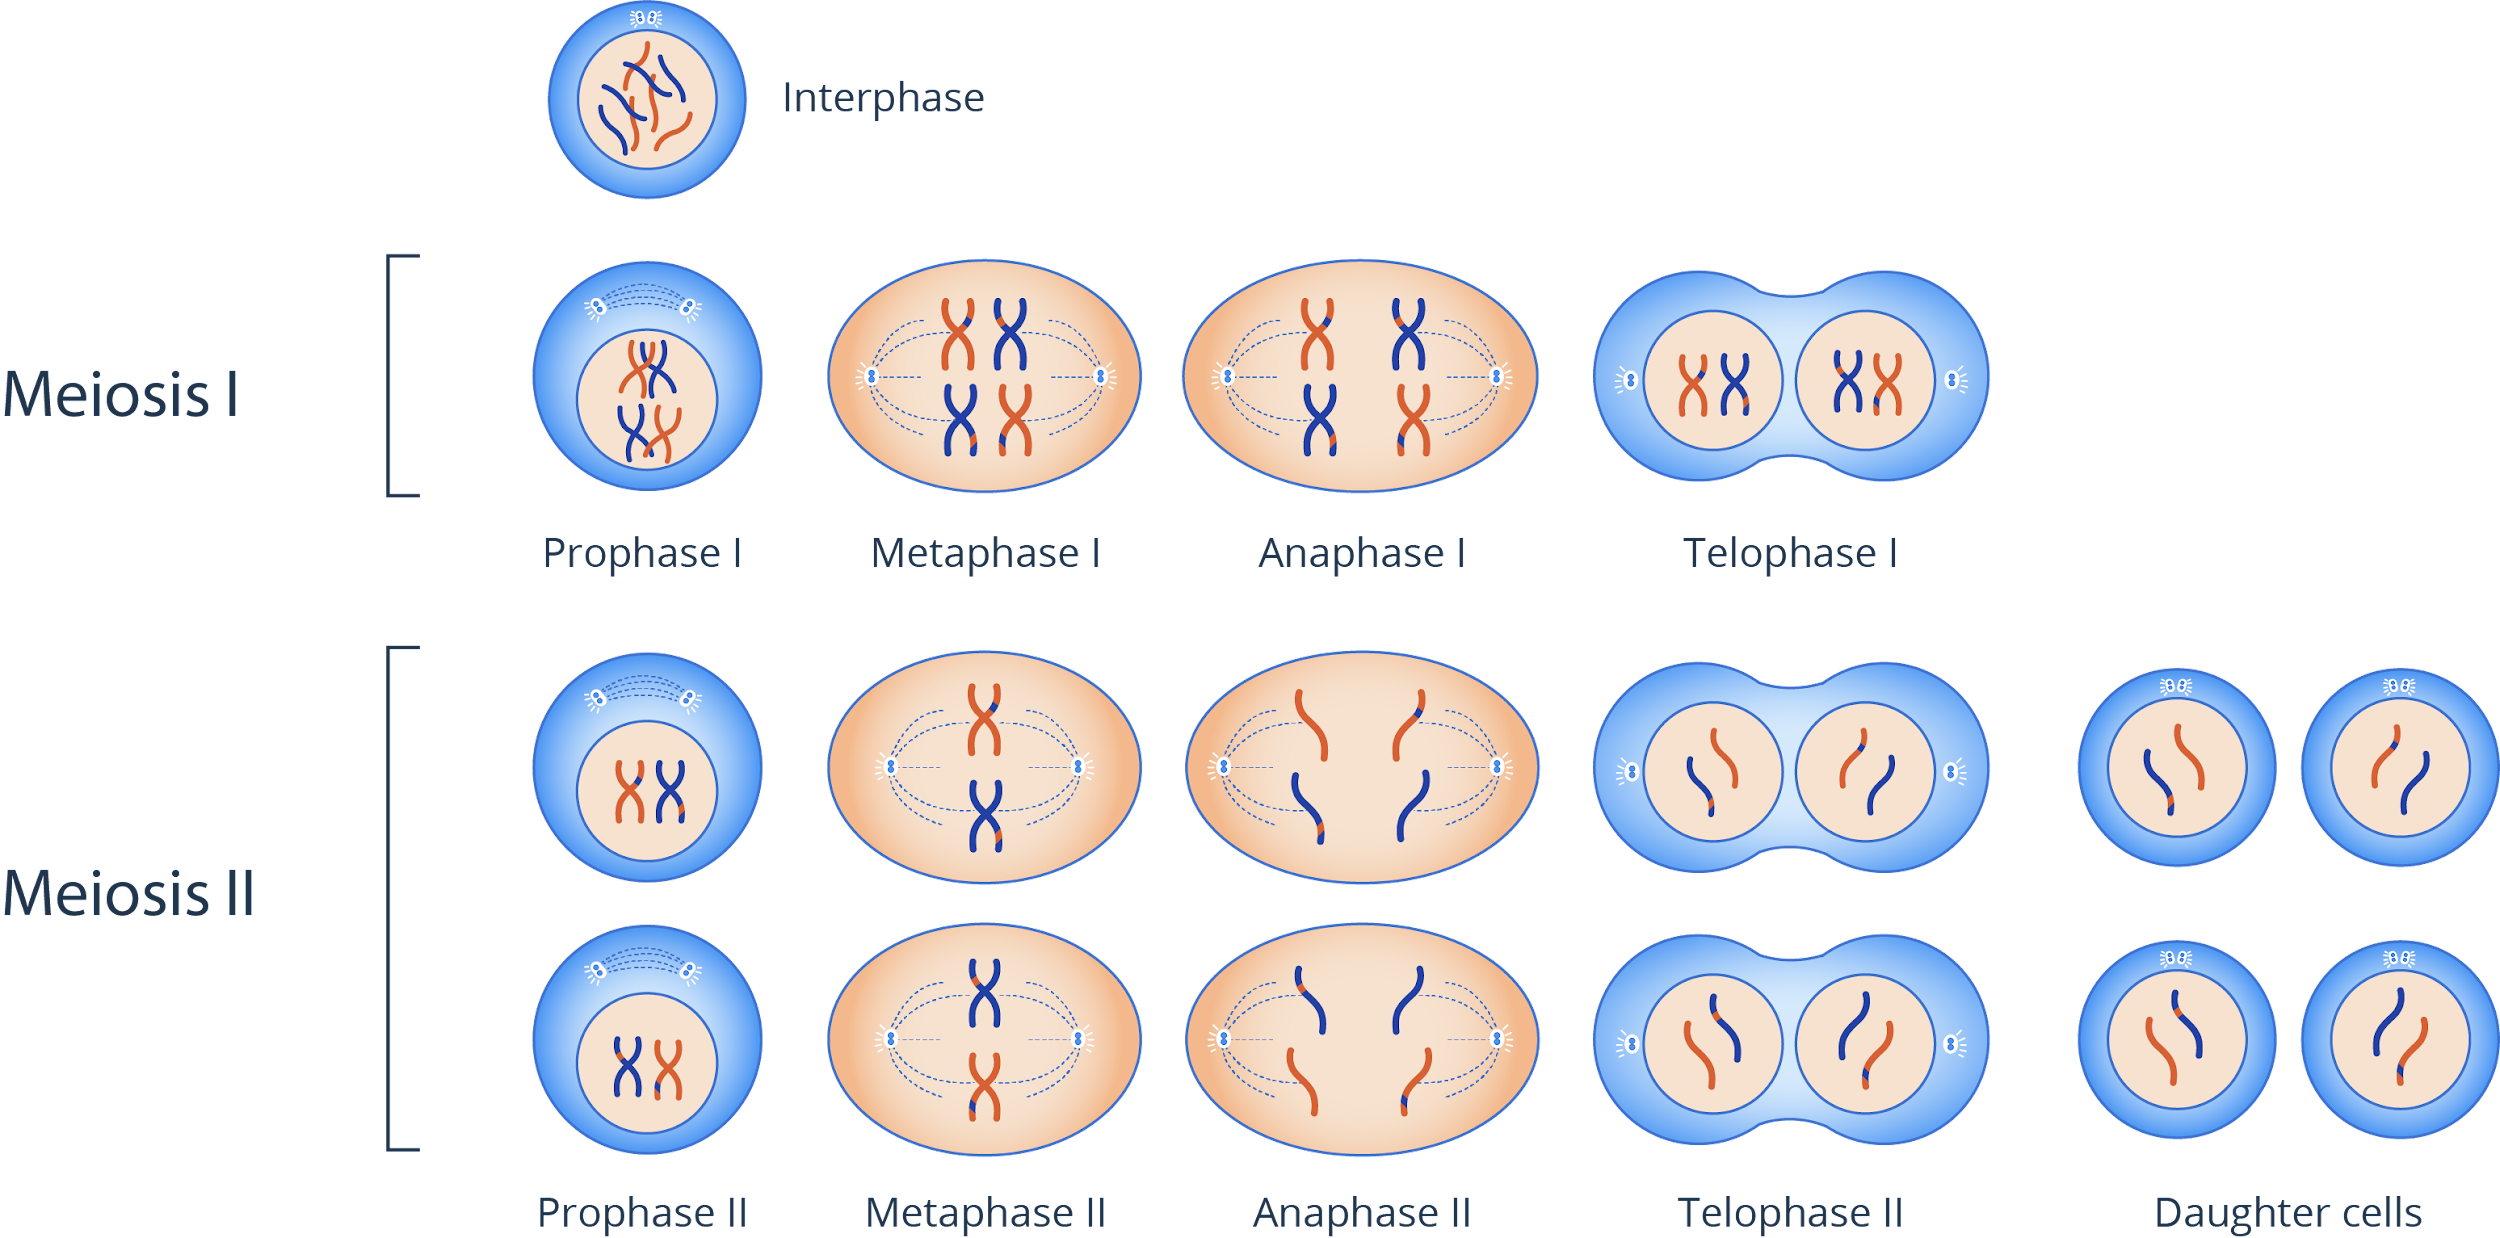 Interphase
Meiosis I
Prophase I
Metaphase I
Anaphase I
Telophase I
Meiosis II
Prophase II
Metaphase II
Anaphase II
Telophase II
Daughter cells